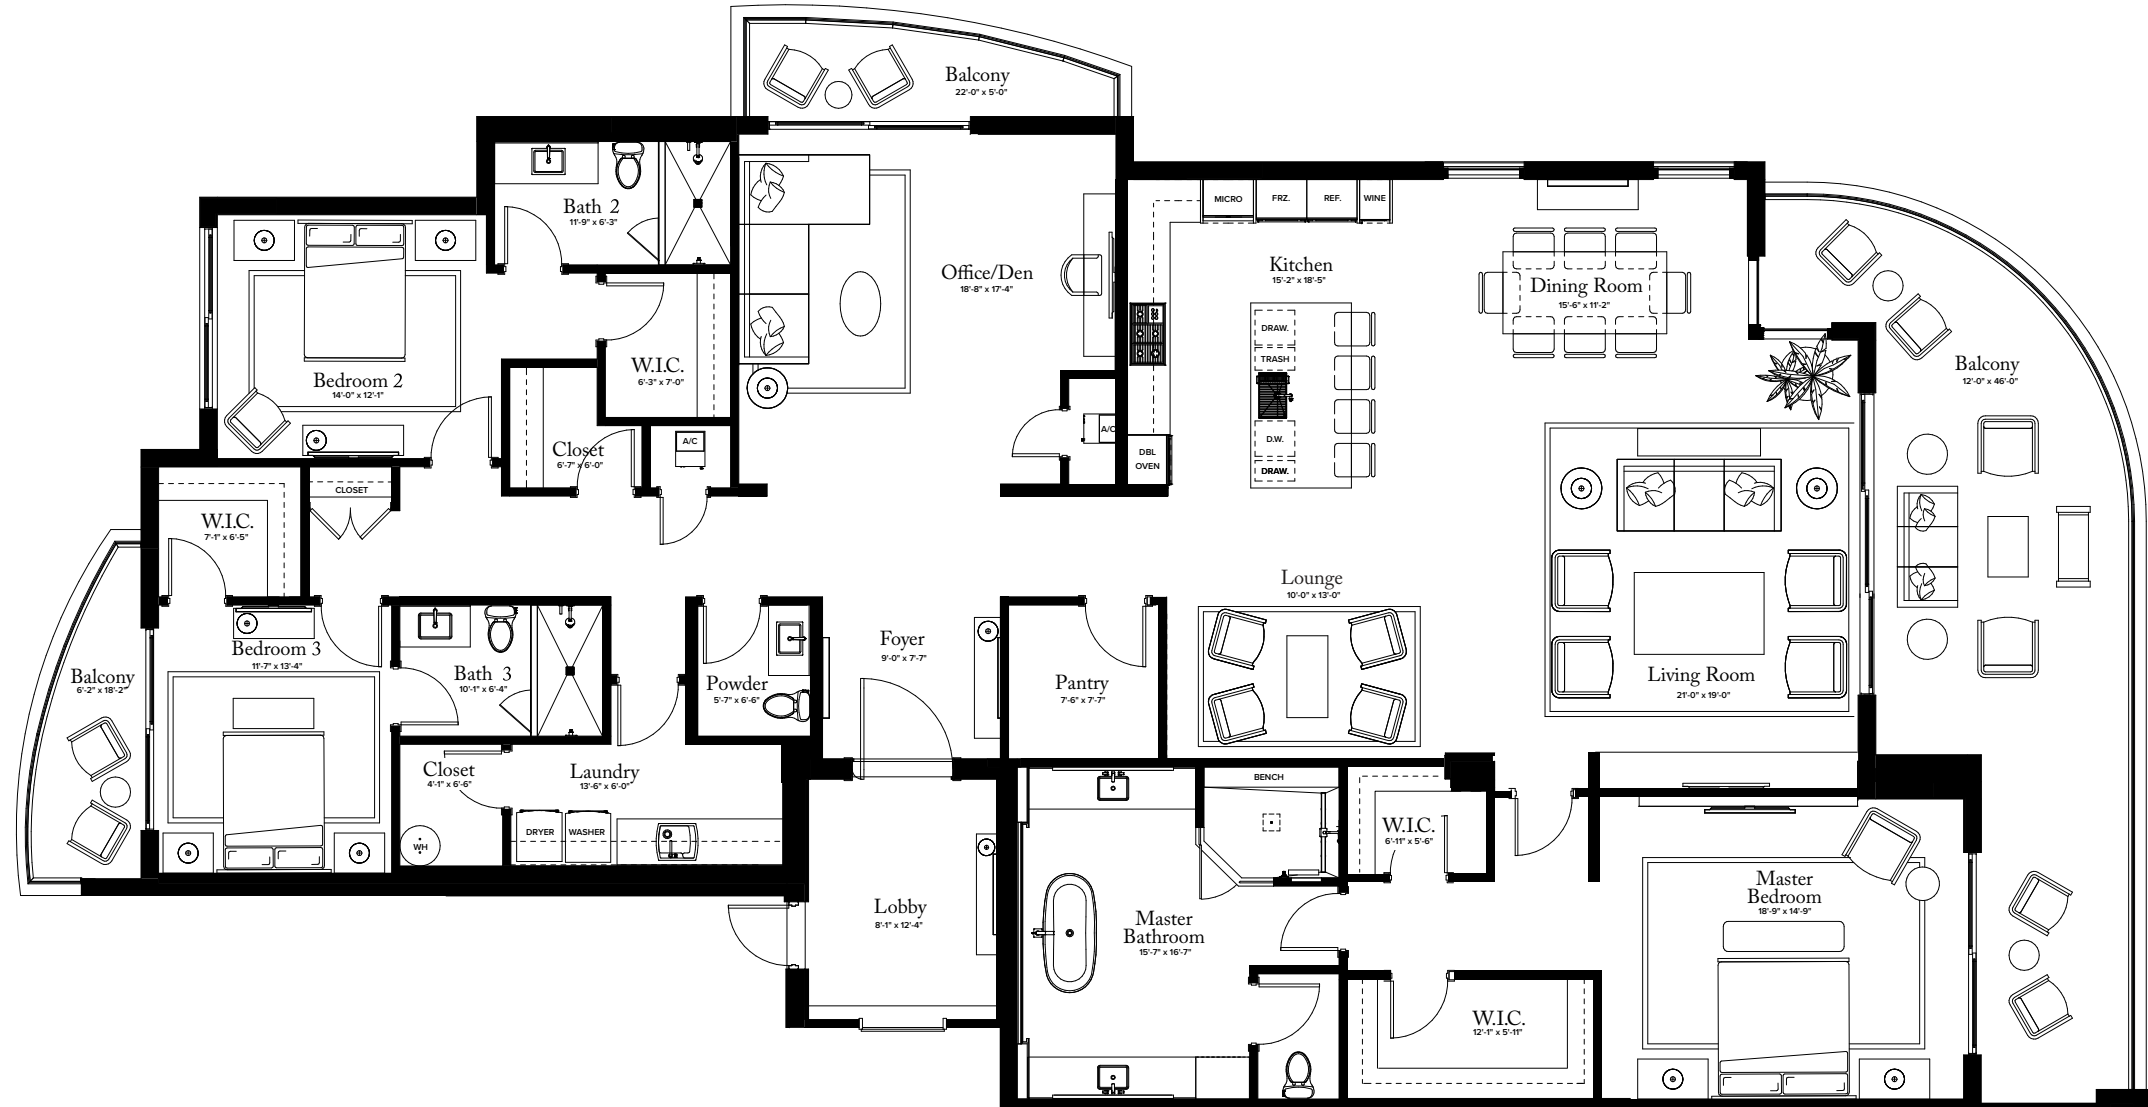 Balcony
22'-0" x 5'-0"
Bath 2
11'-9" x 6'-3"
MICRO
FRZ.
REF.
WINE
Office/Den
18'-8" x 17'-4"
Kitchen
15'-2" x 18'-5"
Dining Room
15'-6" x 11'-2"
DRAW.
TRASH
D.W.
DRAW.
Balcony
12'-0" x 46'-0"
W.I.C.
6'-3" x 7'-0"
Bedroom 2
14'-0" x 12'-1"
Closet
6'-7" x 6'-0"
A/C
A/C
DBL
OVEN
CLOSET
W.I.C.
7'-1" x 6'-5"
Lounge
10'-0" x 13'-0"
Foyer
9'-0" x 7'-7"
Bedroom 3
11'-7" x 13'-4"
Balcony
6'-2" x 18'-2"
Bath 3
10'-1" x 6'-4"
Powder
5'-7" x 6'-6"
Pantry
7'-6" x 7'-7"
Living Room
21'-0" x 19'-0"
Closet
4'-1" x 6'-6"
Laundry
13'-6" x 6'-0"
BENCH
DRYER
WASHER
WH
W.I.C.
6'-11" x 5'-6"
Lobby
8'-1" x 12'-4"
Master
Bathroom
15'-7" x 16'-7"
Master
Bedroom
18'-9" x 14'-9"
W.I.C.
12'-1" x 5'-11"